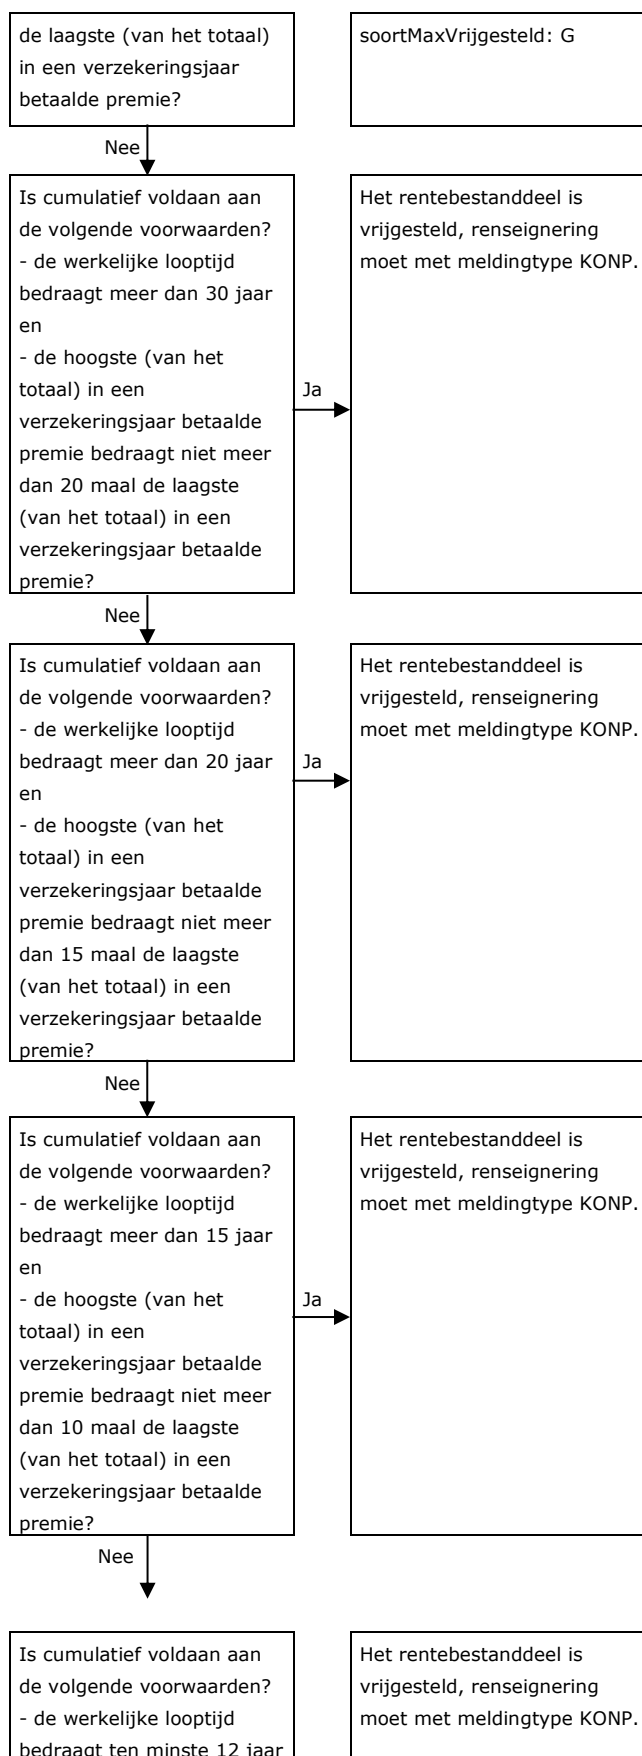 de laagste (van het totaal)
in een verzekeringsjaar
betaalde premie?
soortMaxVrijgesteld: G
Nee
Is cumulatief voldaan aan
de volgende voorwaarden?
- de werkelijke looptijd
bedraagt meer dan 30 jaar
en
- de hoogste (van het
totaal) in een
verzekeringsjaar betaalde
premie bedraagt niet meer
dan 20 maal de laagste
(van het totaal) in een
verzekeringsjaar betaalde
premie?
Ja
Het rentebestanddeel is
vrijgesteld, renseignering
moet met meldingtype KONP.
Nee
Is cumulatief voldaan aan
de volgende voorwaarden?
- de werkelijke looptijd
bedraagt meer dan 20 jaar
en
- de hoogste (van het
totaal) in een
verzekeringsjaar betaalde
premie bedraagt niet meer
dan 15 maal de laagste
(van het totaal) in een
verzekeringsjaar betaalde
premie?
Ja
Het rentebestanddeel is
vrijgesteld, renseignering
moet met meldingtype KONP.
Nee
Is cumulatief voldaan aan
de volgende voorwaarden?
- de werkelijke looptijd
bedraagt meer dan 15 jaar
en
- de hoogste (van het
totaal) in een
verzekeringsjaar betaalde
premie bedraagt niet meer
dan 10 maal de laagste
(van het totaal) in een
verzekeringsjaar betaalde
premie?
Ja
Het rentebestanddeel is
vrijgesteld, renseignering
moet met meldingtype KONP.
Nee
Is cumulatief voldaan aan
de volgende voorwaarden?
- de werkelijke looptijd
bedraagt ten minste 12 jaar
Het rentebestanddeel is
vrijgesteld, renseignering
moet met meldingtype KONP.